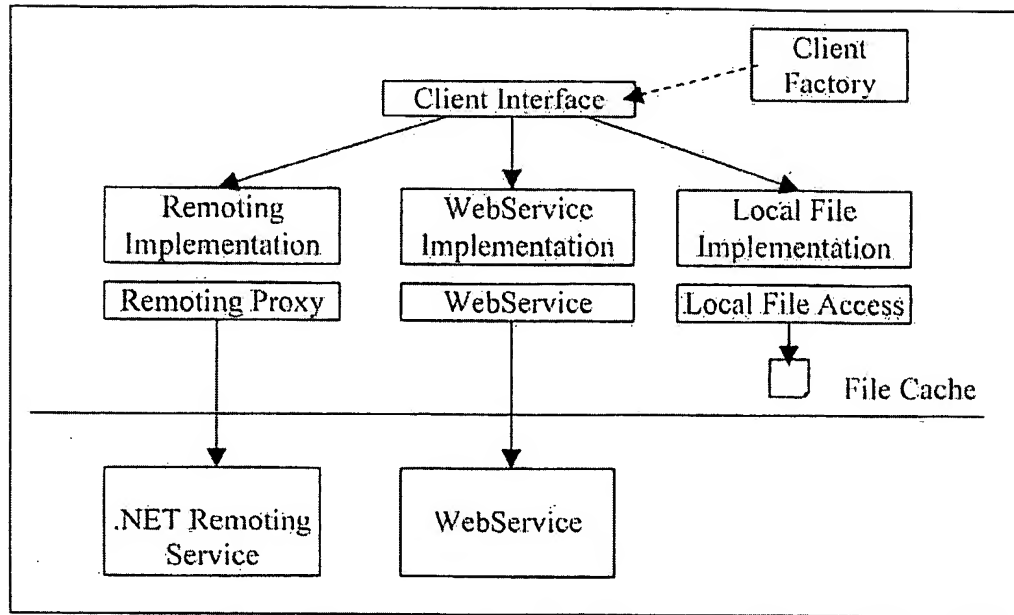 Client
Factory
Client Interface
Remoting
Implementation
WebService
Implementation
Local File
Implementation
Remoting Proxy
WebService
Local File Access
File Cache
.NET Remoting
Service
WebService